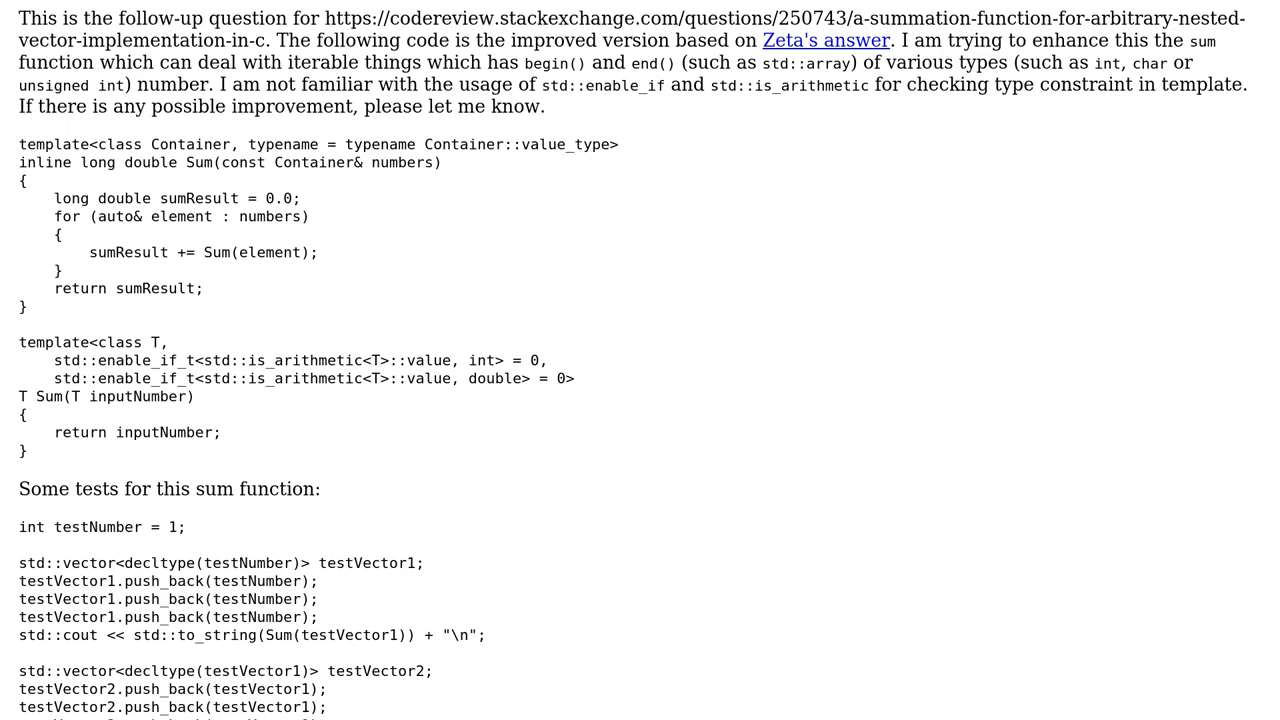 This is the follow-up question for https://codereview.stackexchange.com/questions/250743/a-summation-function-for-arbitrary-nested-
vector-implementation-in-c. The following code is the improved version based on Zeta's answer. I am trying to enhance this the sum
function which can deal with iterable things which has begin() and end() (such as std::array) of various types (such as int, char or
unsigned int) number. I am not familiar with the usage of std::enable_if and std::is_arithmetic for checking type constraint in template.
If there is any possible improvement, please let me know.
template<class Container, typename = typename Container::value_type>
inline long double Sum(const Container& numbers)
{
    long double sumResult = 0.0;
    for (auto& element : numbers)
    {
        sumResult += Sum(element);
    }
    return sumResult;
}
template<class T,
    std::enable_if_t<std::is_arithmetic<T>::value, int> = 0,
    std::enable_if_t<std::is_arithmetic<T>::value, double> = 0>
T Sum(T inputNumber)
{
    return inputNumber;
}
Some tests for this sum function:
int testNumber = 1;
std::vector<decltype(testNumber)> testVector1;
testVector1.push_back(testNumber);
testVector1.push_back(testNumber);
testVector1.push_back(testNumber);
std::cout << std::to_string(Sum(testVector1)) + "\n";
std::vector<decltype(testVector1)> testVector2;
testVector2.push_back(testVector1);
testVector2.push_back(testVector1);